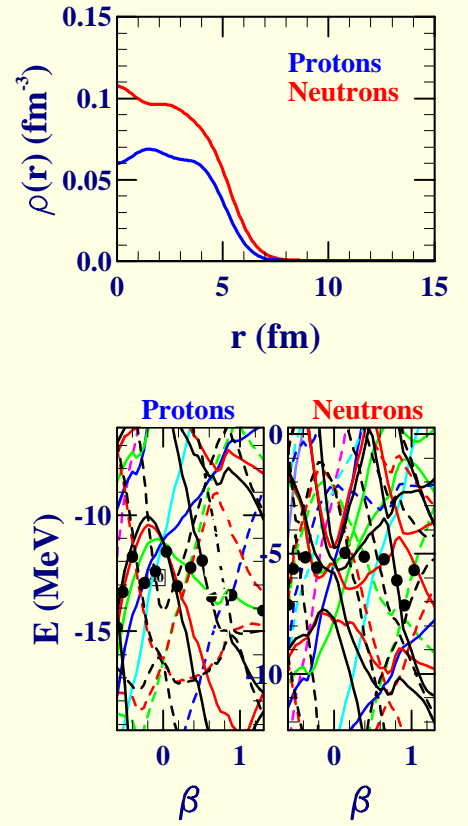 0.15
Protons
Neutrons
0.1
0.05
0.0
ρ(r) (fm⁻³)
0 5 10 15
r (fm)
Protons Neutrons
0
-10
-5
-15
-10
E (MeV)
0 1 0 1
β β